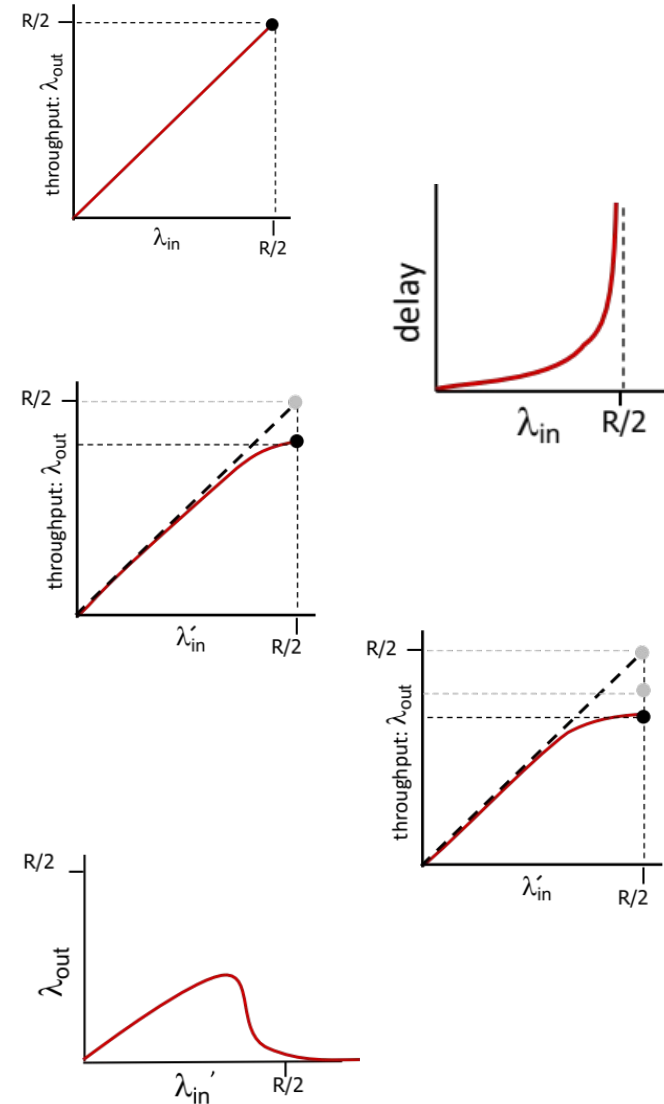 R/2
throughput: λout
λin
R/2
delay
λin
R/2
R/2
throughput: λout
λ´in
R/2
R/2
throughput: λout
λ´in
R/2
R/2
λout
λin'
R/2